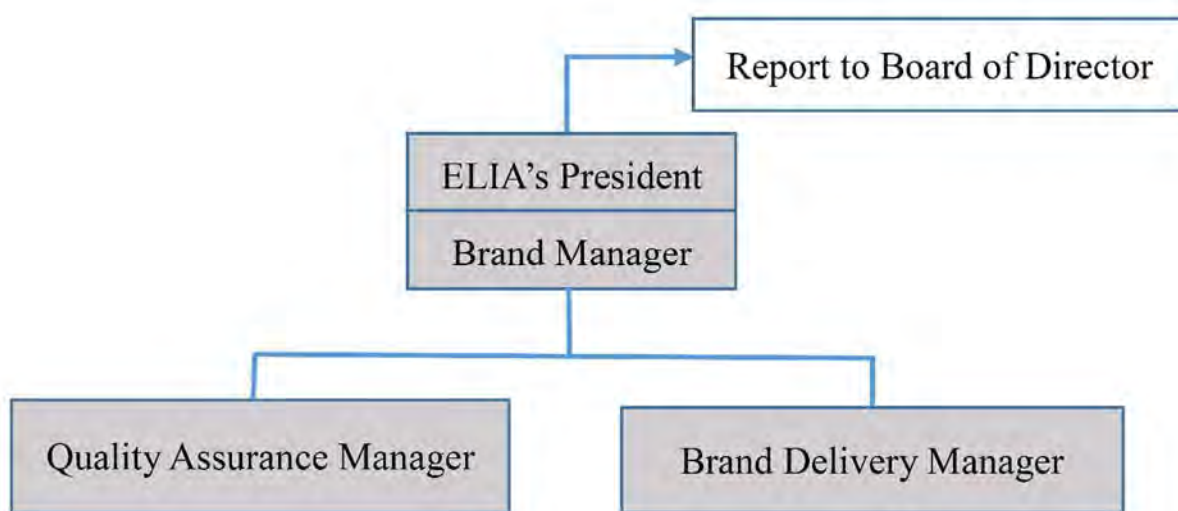 Report to Board of Director
ELIA’s President
Brand Manager
Quality Assurance Manager
Brand Delivery Manager